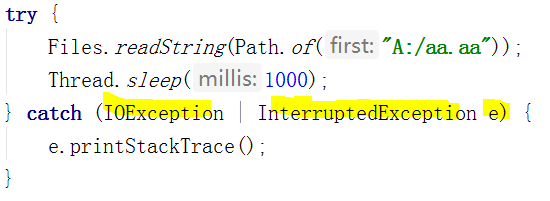 try {
    Files.readString(Path.of( first: "A:/aa.aa"));
    Thread.sleep( millis: 1000);
} catch (IOException | InterruptedException e) {
    e.printStackTrace();
}